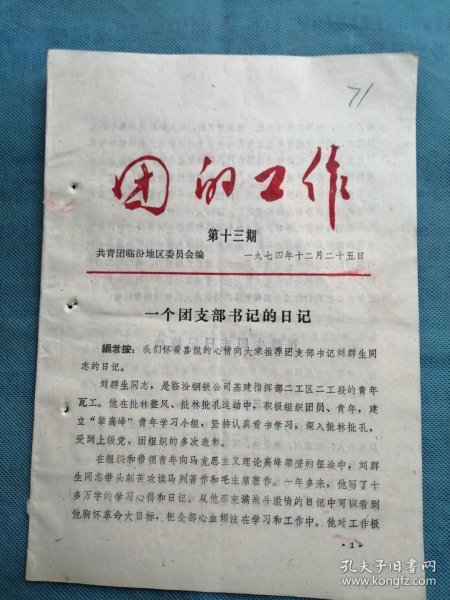 71
团的工作
第十三期
共青团临汾地区委员会编 一九七四年十二月二十五日
一个团支部书记的日记
编者按：我们怀着喜悦的心情向大家推荐团支部书记刘群生同
志的日记。
刘群生同志，是临汾钢铁公司基建指挥部二工区二工段的青年
瓦工。他在批林整风、批林批孔运动中，积极组织团员、青年，建
立“攀高峰”青年学习小组，坚持认真看书学习，深入批林批孔，
受到上级党、团组织的多次表彰。
在组织和带领青年向马克思主义理论高峰攀登的征途中，刘群
生同志带头刻苦攻读马列著作和毛主席著作。一年多来，他写了十
多万字的学习心得和日记。从他那充满战斗激情的日记中可以看到
他胸怀革命大目标，把全部心血倾注在学习和工作中。他对工作极
·1·
孔夫子旧书网
www.kongfz.com